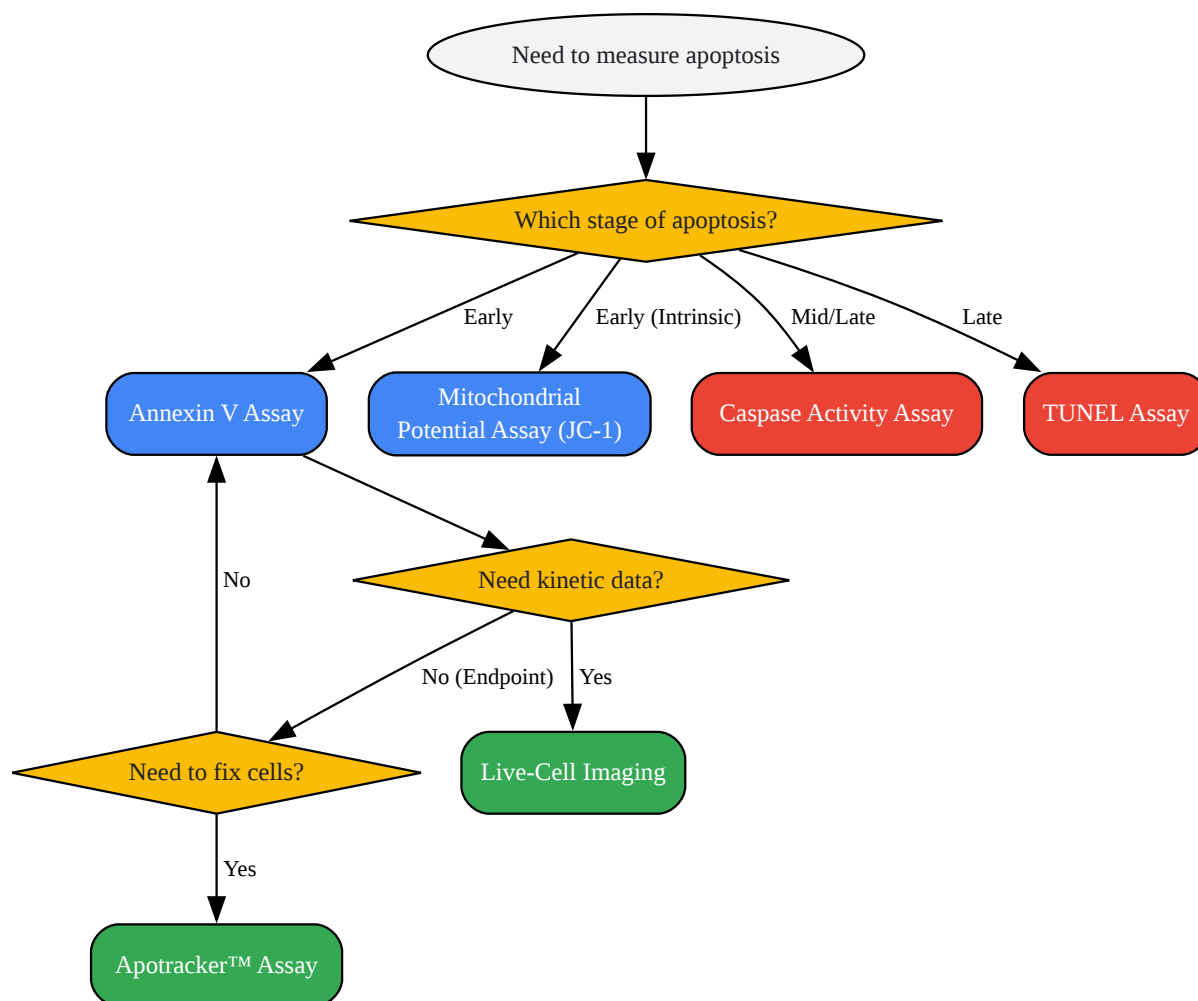 Need to measure apoptosis
Which stage of apoptosis?
Early
Early (Intrinsic)
Mid/Late
Late
Annexin V Assay
Mitochondrial
Potential Assay (JC-1)
Caspase Activity Assay
TUNEL Assay
No
Need kinetic data?
No (Endpoint)
Yes
Need to fix cells?
Live-Cell Imaging
Yes
Apotracker™ Assay